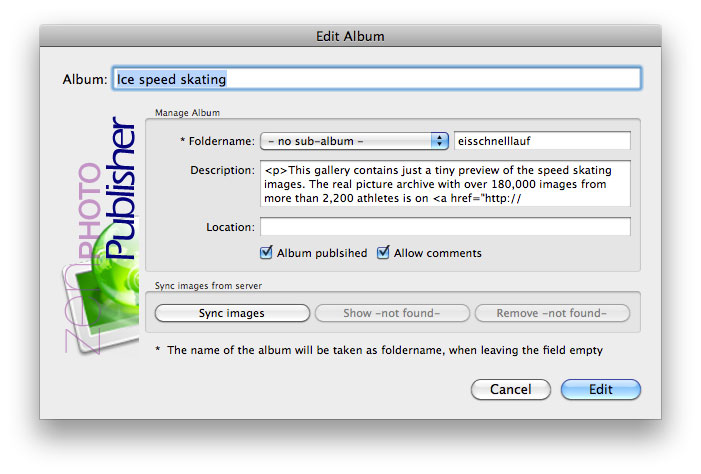 Edit Album
Album: Ice speed skating
zenPHOTO
Publisher
Manage Album
* Foldername: - no sub-album - eisschnelllauf
Description: <p>This gallery contains just a tiny preview of the speed skating
images. The real picture archive with over 180,000 images from
more than 2,200 athletes is on <a href="http://
Location:
Album publsihed Allow comments
Sync images from server
Sync images Show -not found- Remove -not found-
* The name of the album will be taken as foldername, when leaving the field empty
Cancel Edit